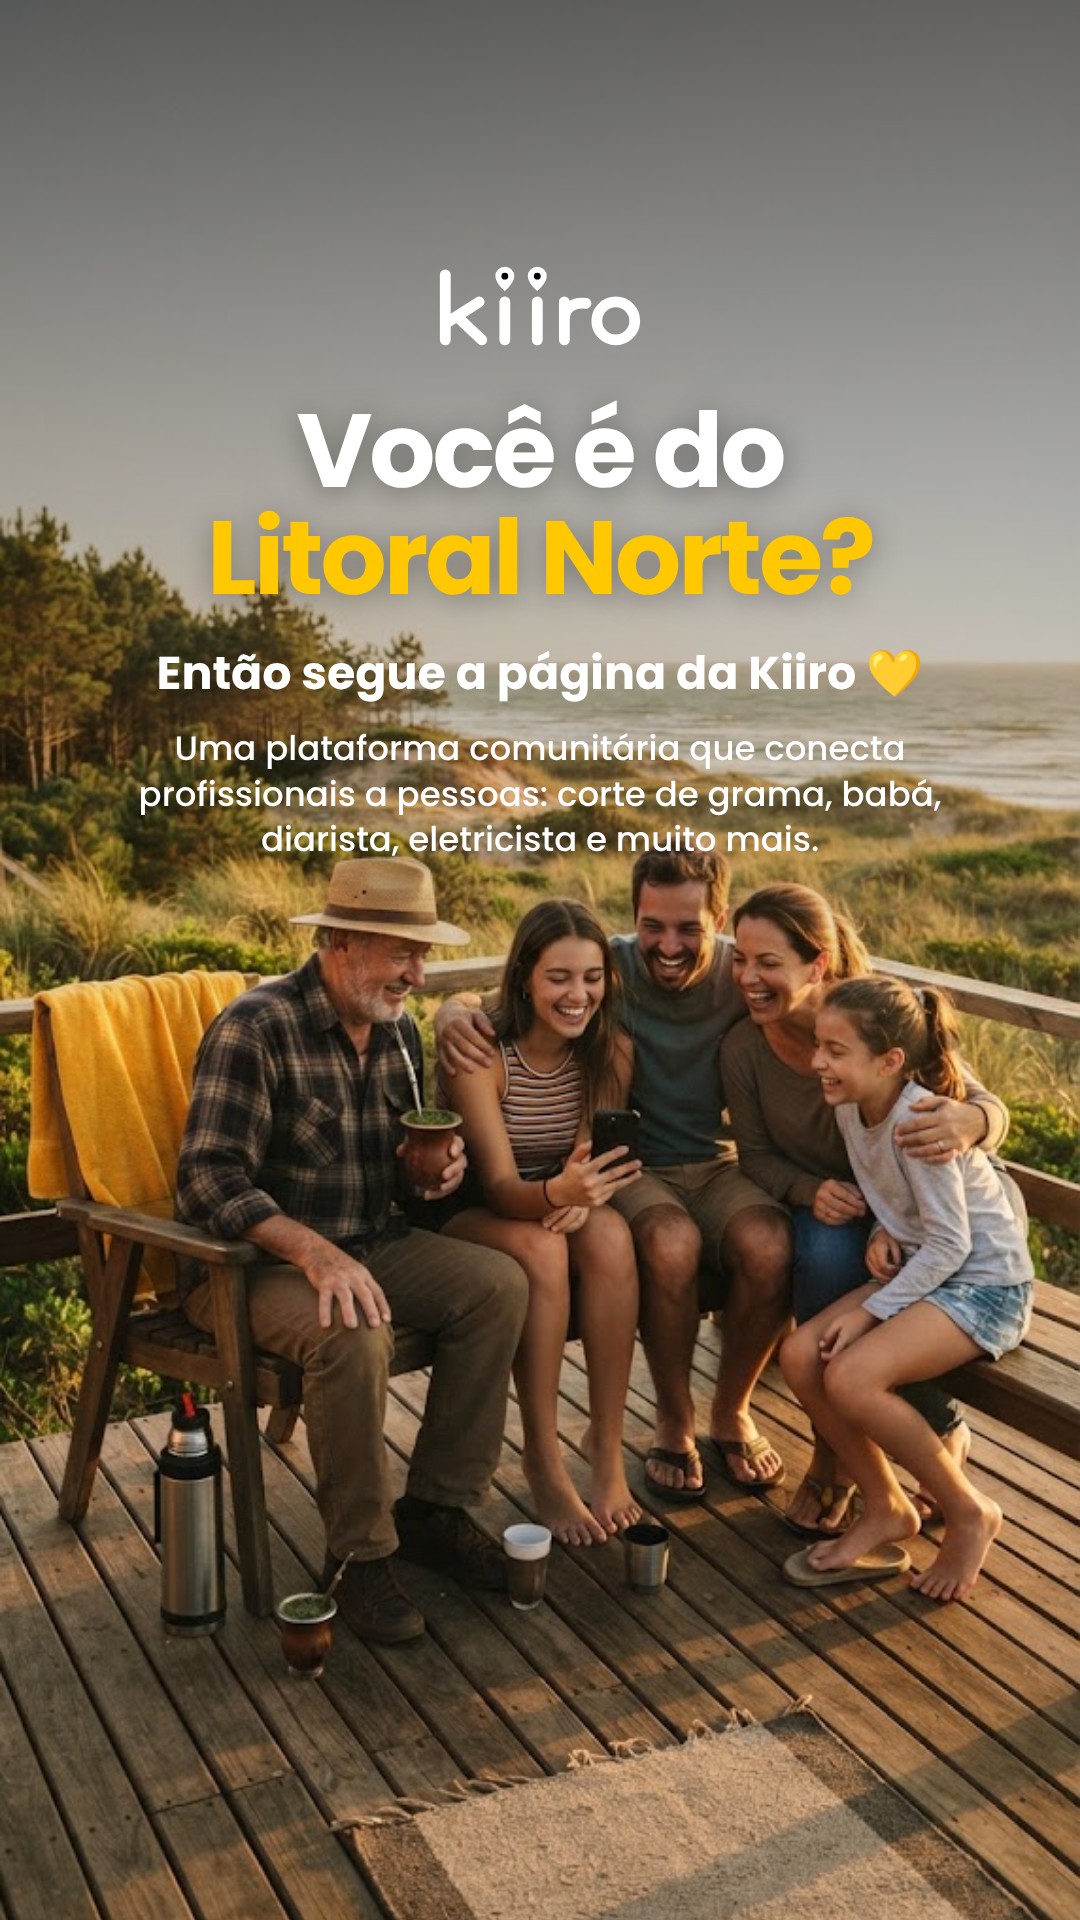 kiiro
Você é do
Litoral Norte?
Então segue a página da Kiiro 💛
Uma plataforma comunitária que conecta
profissionais a pessoas: corte de grama, babá,
diarista, eletricista e muito mais.